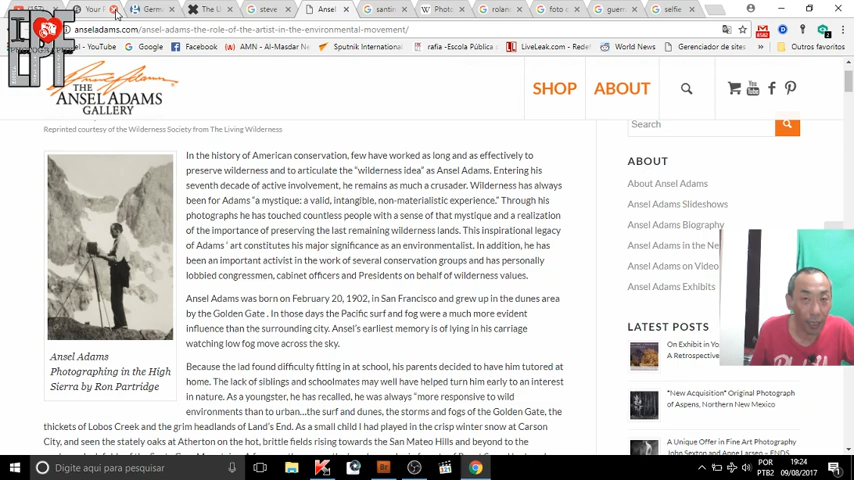 (157)
Your P
Germ
The U
steve
Ansel
santia
Photo
rolan
foto c
guerr
selfie
anseladams.com/ansel-adams-the-role-of-the-artist-in-the-environmental-movement/
el - YouTube
Facebook
AMN - Al-Masdar New
Sputnik Internationa
rafia -Escola Pública d
LiveLeak.com - Redef
World News
Gerenciador de sites
Outros favoritos
THE
ANSEL ADAMS
GALLERY
SHOP
ABOUT
You
Reprinted courtesy of the Wilderness Society from The Living Wilderness
In the history of American conservation, few have worked as long and as effectively to
preserve wilderness and to articulate the "wilderness idea" as Ansel Adams. Entering his
seventh decade of active involvement, he remains as much a crusader. Wilderness has always
been for Adams "a mystique: a valid, intangible, non-materialistic experience." Through his
photographs he has touched countless people with a sense of that mystique and a realization
of the importance of preserving the last remaining wilderness lands. This inspirational legacy
of Adams ' art constitutes his major significance as an environmentalist. In addition, he has
been an important activist in the work of several conservation groups and has personally
lobbied congressmen, cabinet officers and Presidents on behalf of wilderness values.
Ansel Adams was born on February 20, 1902, in San Francisco and grew up in the dunes area
by the Golden Gate . In those days the Pacific surf and fog were a much more evident
influence than the surrounding city. Ansel's earliest memory is of lying in his carriage
watching low fog move across the sky.
Ansel Adams
Photographing in the High
Sierra by Ron Partridge
Because the lad found difficulty fitting in at school, his parents decided to have him tutored at
home. The lack of siblings and schoolmates may well have helped turn him early to an interest
in nature. As a youngster, he has recalled, he was always "more responsive to wild
environments than to urban…the surf and dunes, the storms and fogs of the Golden Gate, the
thickets of Lobos Creek and the grim headlands of Land's End. As a small child I had played in the crisp winter snow at Carson
City, and seen the stately oaks at Atherton on the hot, brittle fields rising towards the San Mateo Hills and beyond to the
Search
ABOUT
About Ansel Adams
Ansel Adams Slideshows
Ansel Adams Biography
Ansel Adams in the Ne
Ansel Adams on Video
Ansel Adams Exhibits
LATEST POSTS
On Exhibit in Yos
A Retrospective
"New Acquisition" Original Photograph
of Aspens, Northern New Mexico
A Unique Offer in Fine Art Photography
John Sexton and Anne Larsen – ENDS
Digite aqui para pesquisar
POR
PTB2
19:24
09/08/2017